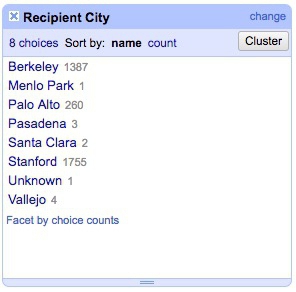 Recipient City change
8 choices Sort by: name count Cluster
Berkeley 1387
Menlo Park 1
Palo Alto 260
Pasadena 3
Santa Clara 2
Stanford 1755
Unknown 1
Vallejo 4
Facet by choice counts